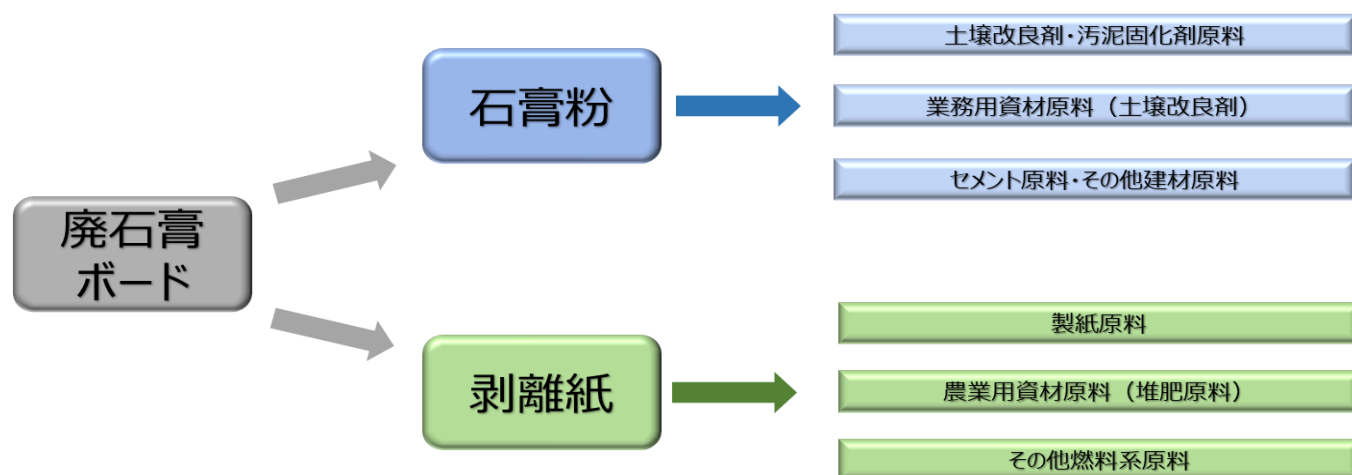 廃石膏
ボード
石膏粉
土壌改良剤・汚泥固化剤原料
業務用資材原料（土壌改良剤）
セメント原料・その他建材原料
剥離紙
製紙原料
農業用資材原料（堆肥原料）
その他燃料系原料